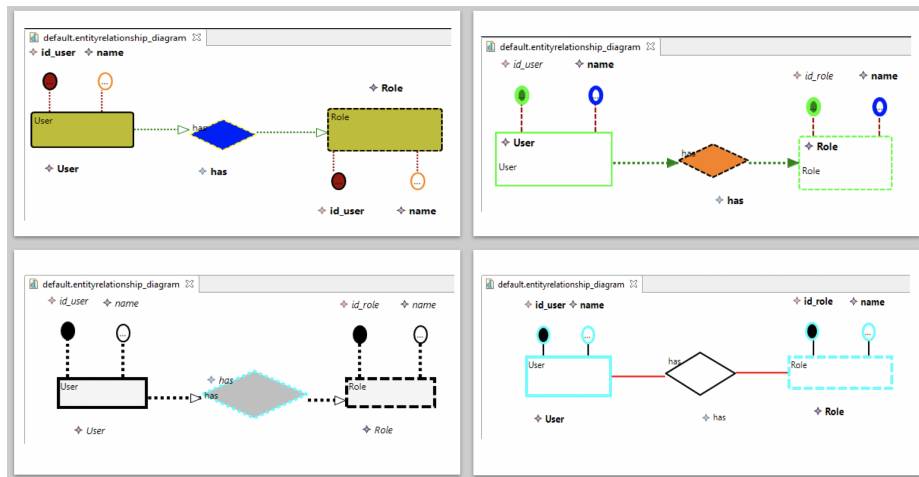 default.entityrelationship_diagram
id_user name
Role
User
has
Role
User
has
id_user name
default.entityrelationship_diagram
id_user name
id_role name
User
Role
has
User
Role
has
default.entityrelationship_diagram
id_user name
id_role name
has
User
Role
has
User
Role
default.entityrelationship_diagram
id_user name
id_role name
has
User
Role
User
has
Role